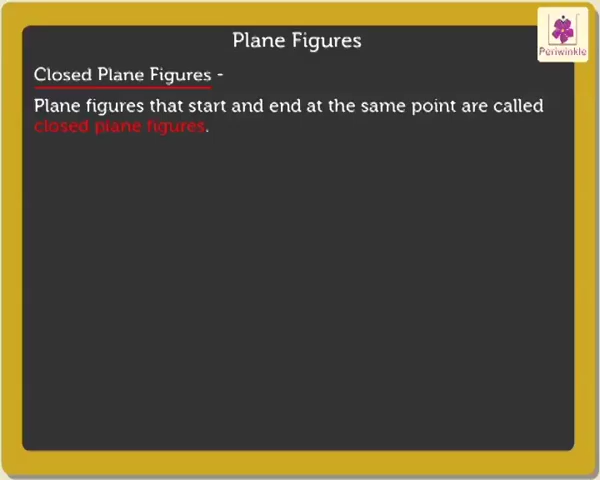 Periwinkle
Plane Figures
Closed Plane Figures -
Plane figures that start and end at the same point are called
closed plane figures.